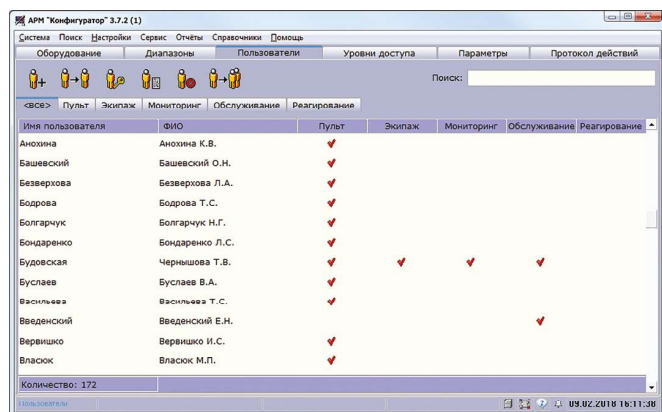 АРМ "Конфигуратор" 3.7.2 (1)
Система Поиск Настройки Сервис Отчёты Справочники Помощь
Оборудование Диапазоны Пользователи Уровни доступа Параметры Протокол действий
Поиск:
<ВСЕ> Пульт Экипаж Мониторинг Обслуживание Реагирование
Имя пользователя ФИО Пульт Экипаж Мониторинг Обслуживание Реагирование
Анохина Анохина К.В.
Башевский Башевский О.Н.
Безверхова Безверхова Л.А.
Бодрова Бодрова Т.С.
Болгарчук Болгарчук Н.Г.
Бондаренко Бондаренко Л.С.
Будовская Чернышова Т.В.
Буслаев Буслаев В.А.
Васильева Васильева Т.С.
Введенский Введенский Е.Н.
Вервишко Вервишко И.С.
Власюк Власюк М.П.
Количество: 172
Пользователи 09.02.2018 16:11:38